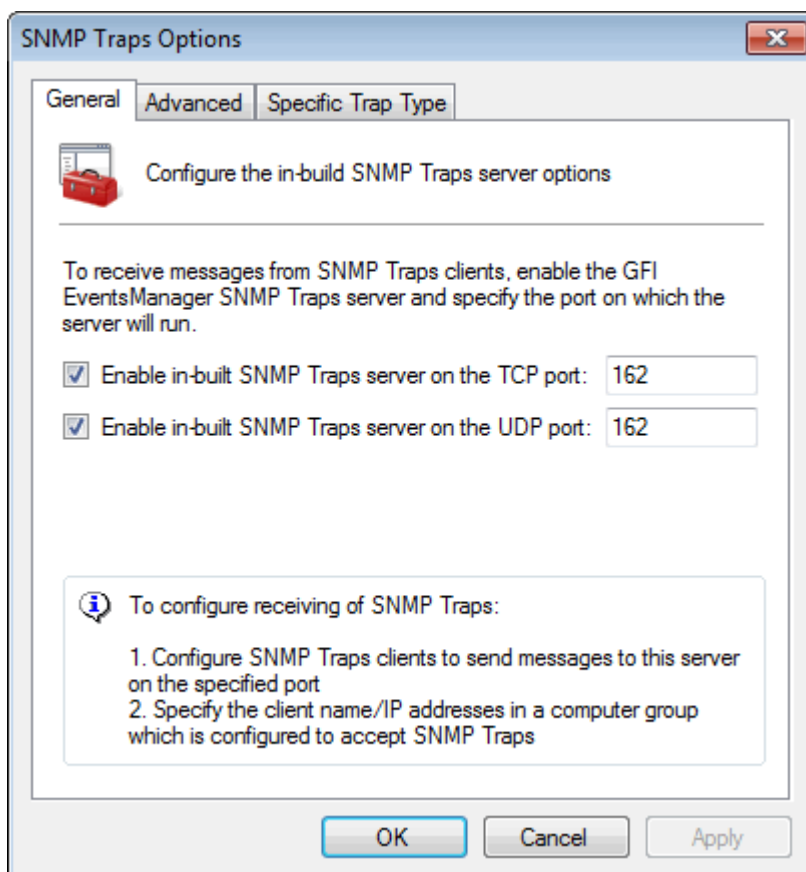 SNMP Traps Options
General
Advanced
Specific Trap Type
Configure the in-build SNMP Traps server options
To receive messages from SNMP Traps clients, enable the GFI
EventsManager SNMP Traps server and specify the port on which the
server will run.
Enable in-built SNMP Traps server on the TCP port: 162
Enable in-built SNMP Traps server on the UDP port: 162
To configure receiving of SNMP Traps:
1. Configure SNMP Traps clients to send messages to this server
on the specified port
2. Specify the client name/IP addresses in a computer group
which is configured to accept SNMP Traps
OK
Cancel
Apply